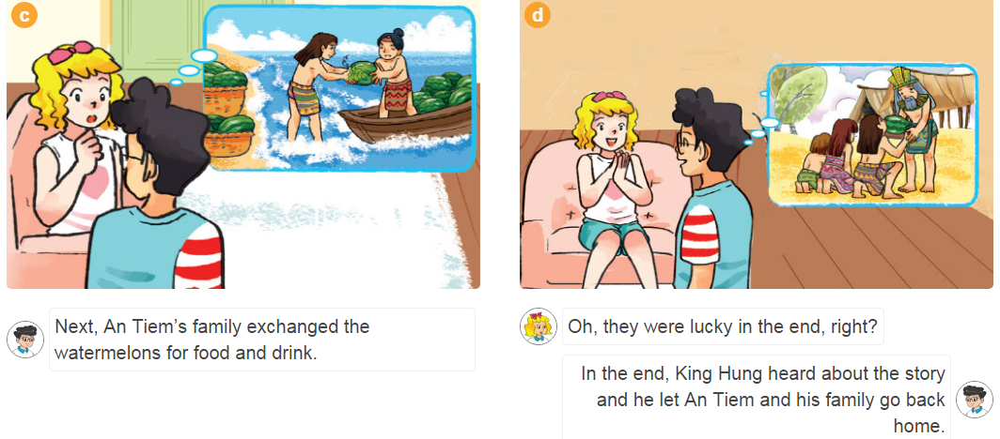 c
Next, An Tiem’s family exchanged the
watermelons for food and drink.
d
Oh, they were lucky in the end, right?
In the end, King Hung heard about the story
and he let An Tiem and his family go back
home.